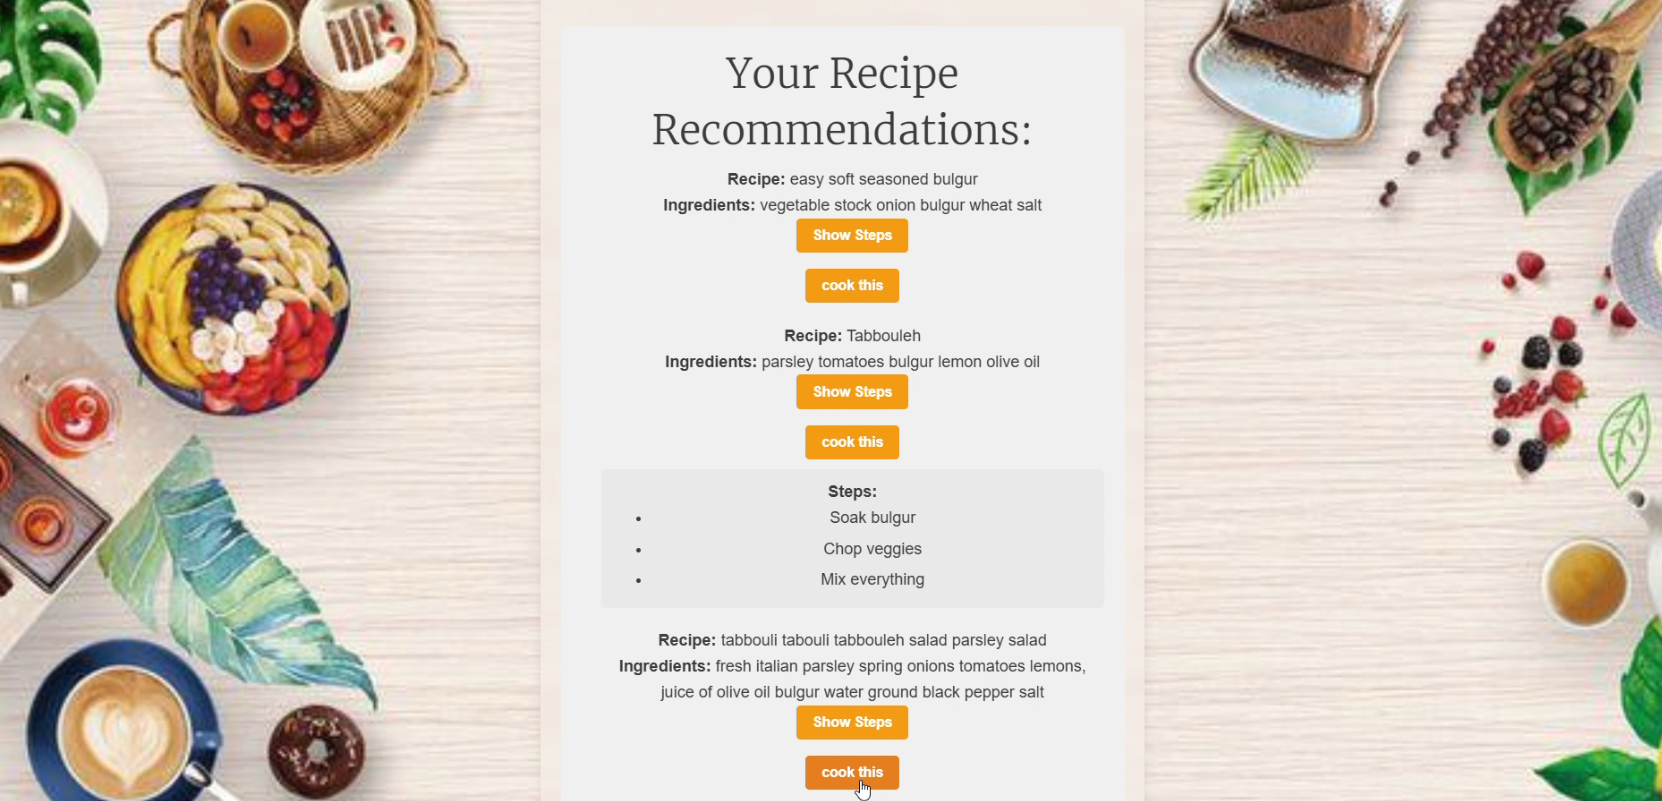 Your Recipe
Recommendations:
Recipe: easy soft seasoned bulgur
Ingredients: vegetable stock onion bulgur wheat salt
Show Steps
cook this
Recipe: Tabbouleh
Ingredients: parsley tomatoes bulgur lemon olive oil
Show Steps
cook this
Steps:
• Soak bulgur
• Chop veggies
• Mix everything
Recipe: tabbouli tabouli tabbouleh salad parsley salad
Ingredients: fresh italian parsley spring onions tomatoes lemons,
juice of olive oil bulgur water ground black pepper salt
Show Steps
cook this